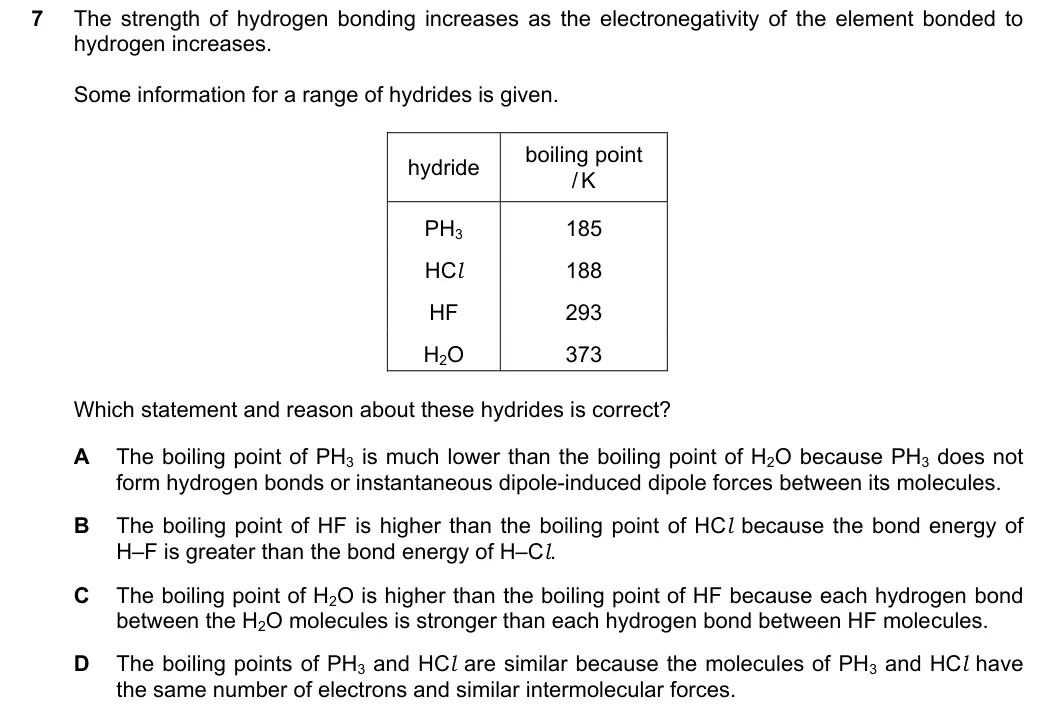 7 The strength of hydrogen bonding increases as the electronegativity of the element bonded to
hydrogen increases.
Some information for a range of hydrides is given.
hydride boiling point
/ K
PH₃ 185
HCl 188
HF 293
H₂O 373
Which statement and reason about these hydrides is correct?
A The boiling point of PH₃ is much lower than the boiling point of H₂O because PH₃ does not
form hydrogen bonds or instantaneous dipole-induced dipole forces between its molecules.
B The boiling point of HF is higher than the boiling point of HCl because the bond energy of
H–F is greater than the bond energy of H–Cl.
C The boiling point of H₂O is higher than the boiling point of HF because each hydrogen bond
between the H₂O molecules is stronger than each hydrogen bond between HF molecules.
D The boiling points of PH₃ and HCl are similar because the molecules of PH₃ and HCl have
the same number of electrons and similar intermolecular forces.